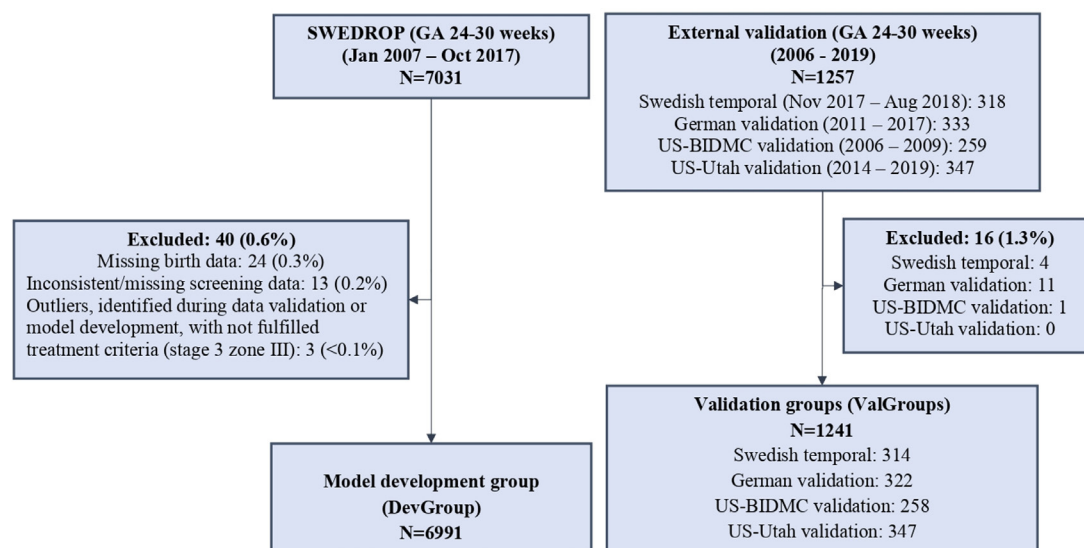 SWEDROP (GA 24-30 weeks)
(Jan 2007 – Oct 2017)
N=7031
External validation (GA 24-30 weeks)
(2006 - 2019)
N=1257
Swedish temporal (Nov 2017 – Aug 2018): 318
German validation (2011 – 2017): 333
US-BIDMC validation (2006 – 2009): 259
US-Utah validation (2014 – 2019): 347
Excluded: 40 (0.6%)
Missing birth data: 24 (0.3%)
Inconsistent/missing screening data: 13 (0.2%)
Outliers, identified during data validation or
model development, with not fulfilled
treatment criteria (stage 3 zone III): 3 (<0.1%)
Excluded: 16 (1.3%)
Swedish temporal: 4
German validation: 11
US-BIDMC validation: 1
US-Utah validation: 0
Model development group
(DevGroup)
N=6991
Validation groups (ValGroups)
N=1241
Swedish temporal: 314
German validation: 322
US-BIDMC validation: 258
US-Utah validation: 347